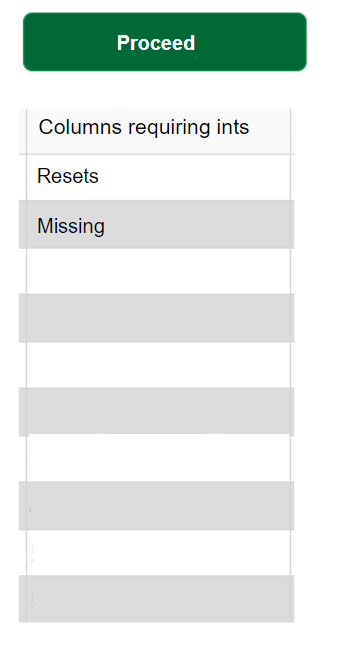 Proceed
Columns requiring ints
Resets
Missing